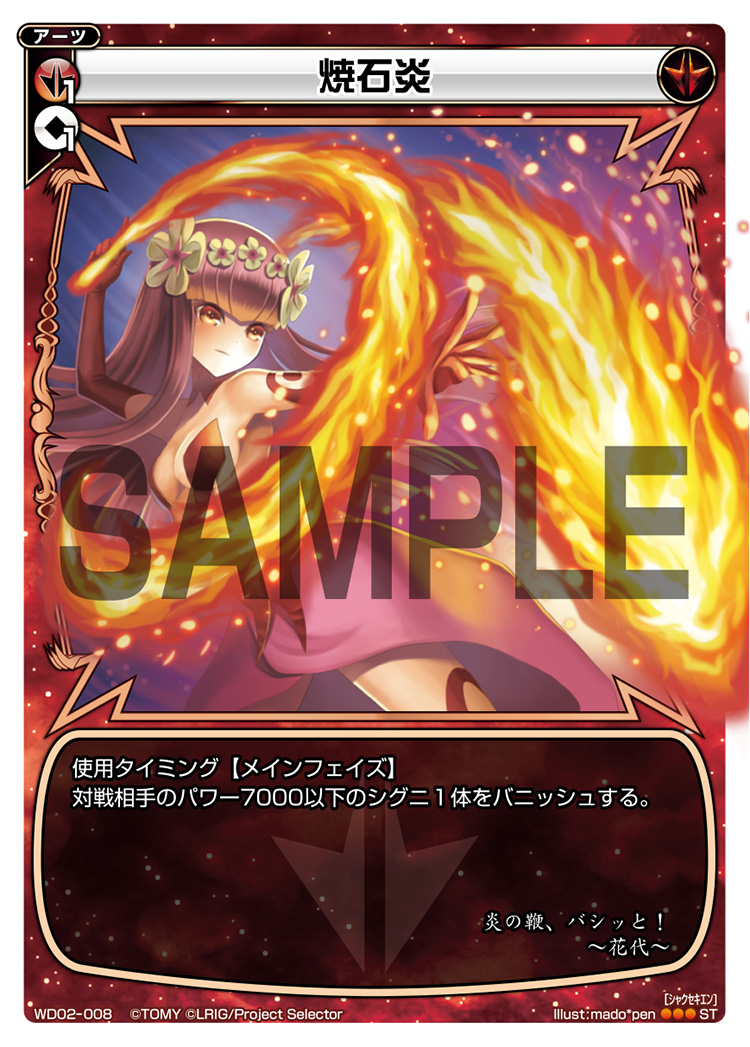 アーツ
焼石炎
1
1
SAMPLE
使用タイミング【メインフェイズ】
対戦相手のパワー7000以下のシグニ1体をバニッシュする。
炎の鞭、バシッと!
~花代~
[シャクセキエン]
WD02-008 ©TOMY ©LRIG/Project Selector Illust:mado*pen ST